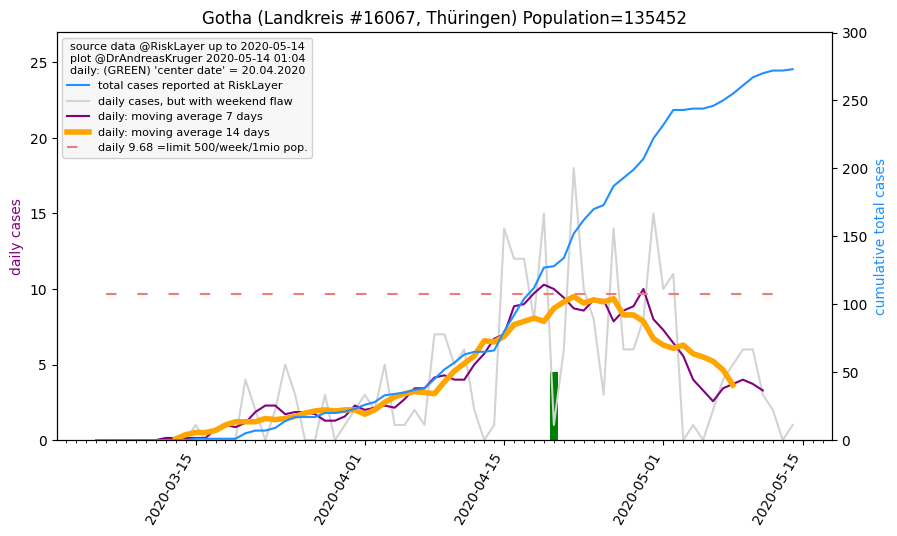 Gotha (Landkreis #16067, Thüringen) Population=135452
source data @RiskLayer up to 2020-05-14
plot @DrAndreasKruger 2020-05-14 01:04
daily: (GREEN) 'center date' = 20.04.2020
total cases reported at RiskLayer
daily cases, but with weekend flaw
daily: moving average 7 days
daily: moving average 14 days
daily 9.68 =limit 500/week/1mio pop.
daily cases
25
20
15
10
5
0
300
250
200
150
100
50
0
cumulative total cases
2020-03-15
2020-04-01
2020-04-15
2020-05-01
2020-05-15